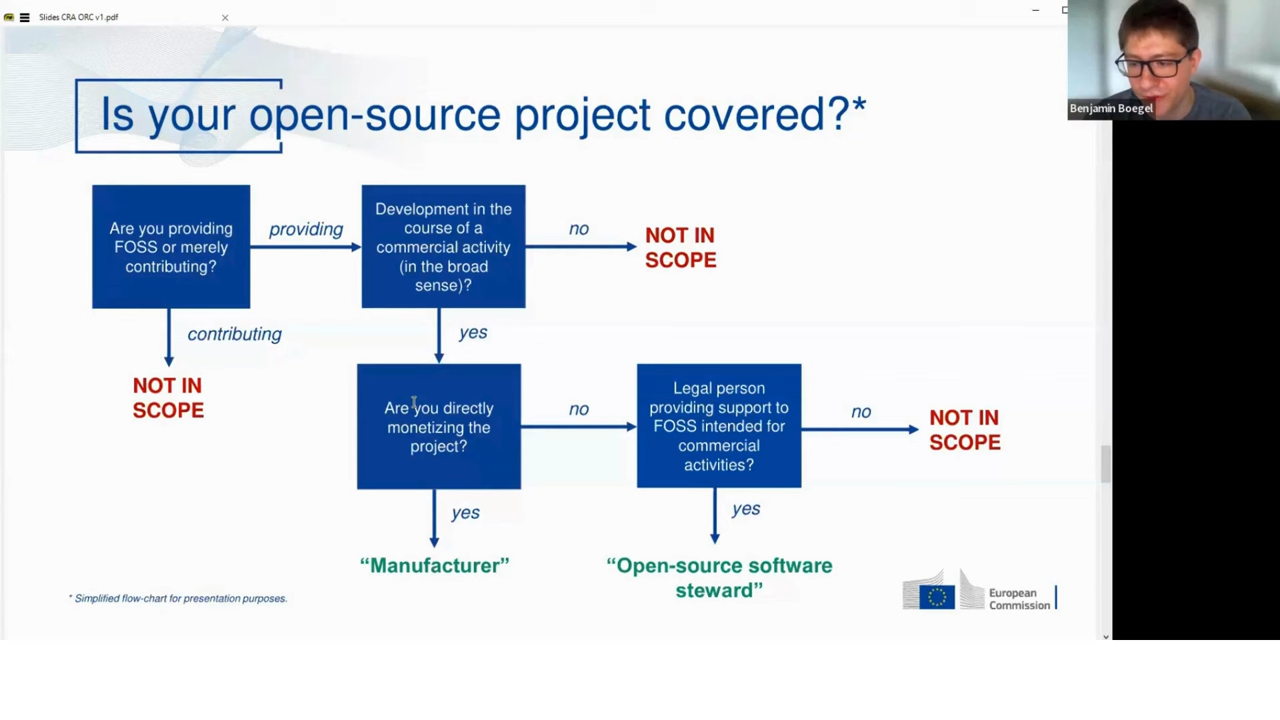 Slides CRA ORC v1.pdf
Benjamin Boegel
Is your open-source project covered?*
Are you providing
FOSS or merely
contributing?
providing
Development in the
course of a
commercial activity
(in the broad
sense)?
no
NOT IN
SCOPE
contributing
NOT IN
SCOPE
yes
Are you directly
monetizing the
project?
no
Legal person
providing support to
FOSS intended for
commercial
activities?
no
NOT IN
SCOPE
yes
“Manufacturer”
yes
“Open-source software
steward”
* Simplified flow-chart for presentation purposes.
European
Commission